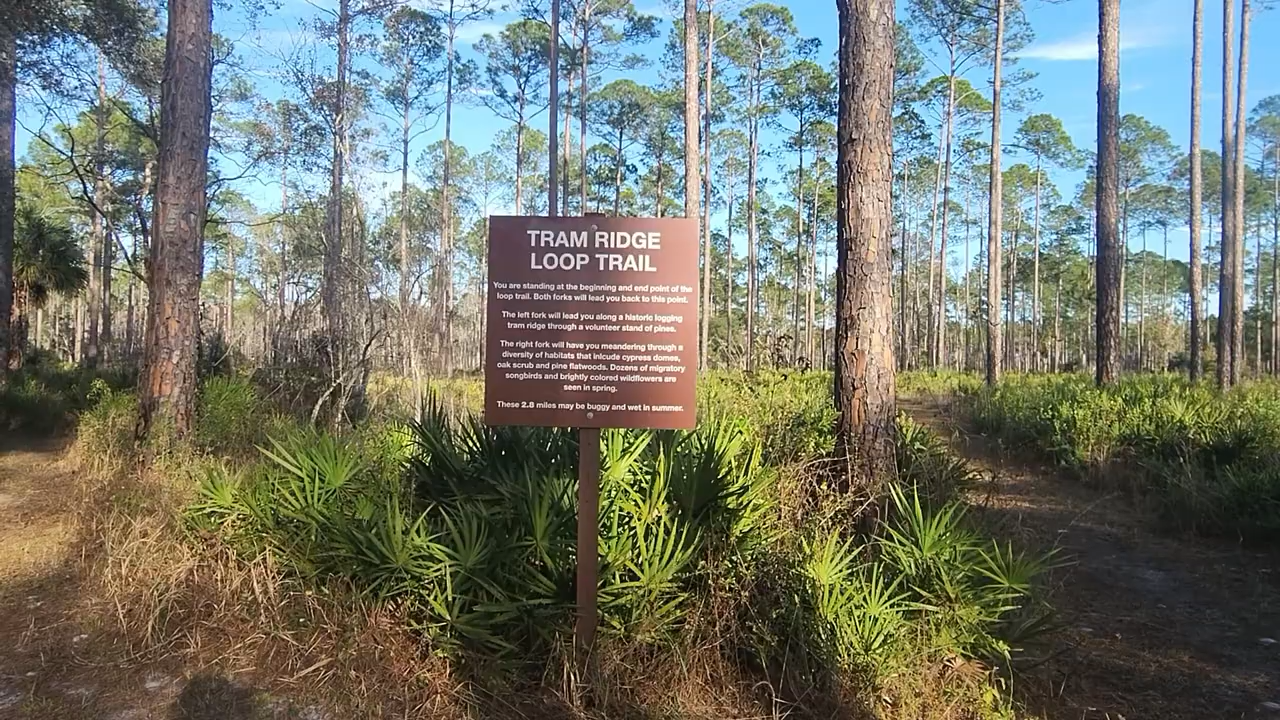 TRAM RIDGE
LOOP TRAIL
You are standing at the beginning and end point of the
loop trail. Both forks will lead you back to this point.
The left fork will lead you along a historic logging
tram ridge through a volunteer stand of pines.
The right fork will have you meandering through a
diversity of habitats that inlcude cypress domes,
oak scrub and pine flatwoods. Dozens of migratory
songbirds and brightly colored wildflowers are
seen in spring.
These 2.8 miles may be buggy and wet in summer.